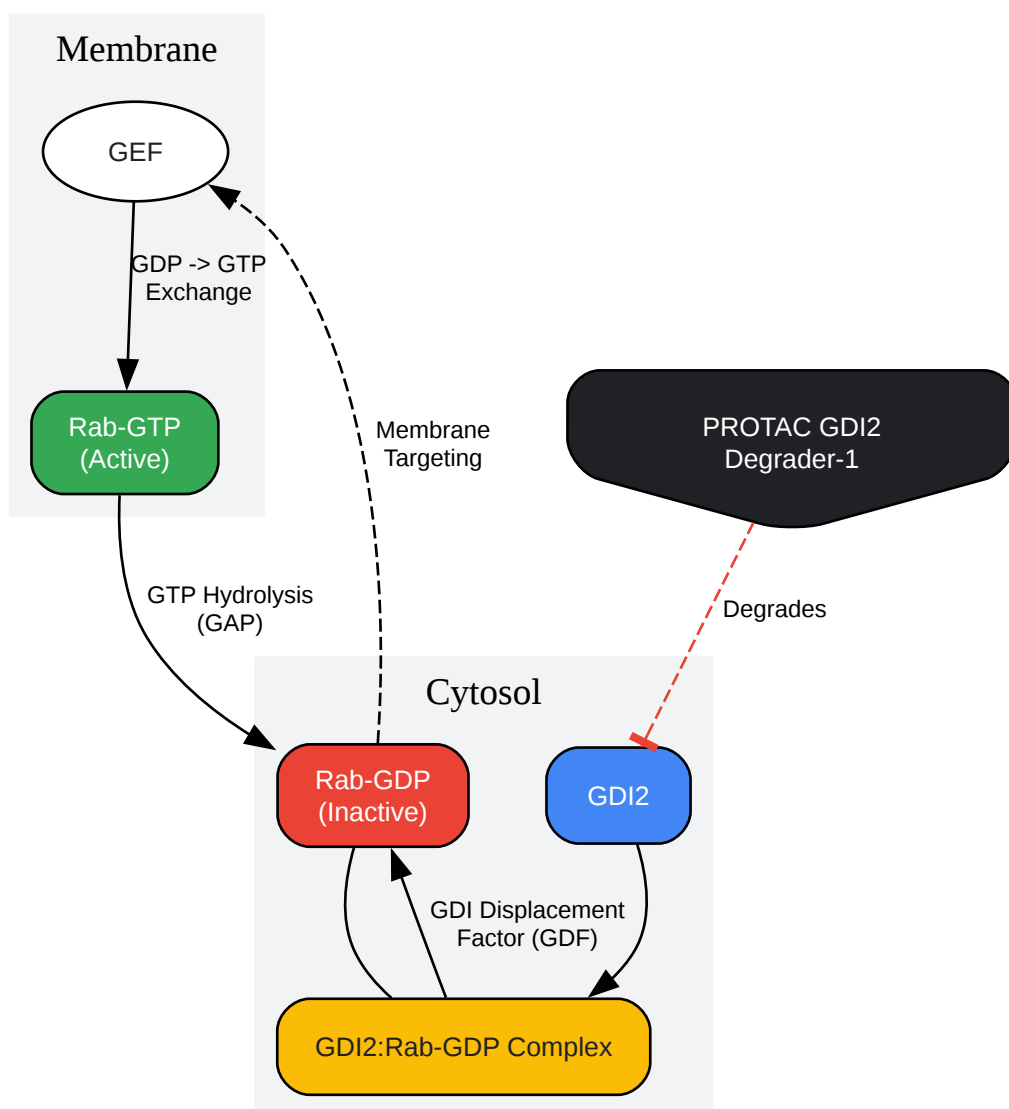 Membrane
GEF
GDP -> GTP
Exchange
Rab-GTP
(Active)
Membrane
Targeting
PROTAC GDI2
Degrader-1
GTP Hydrolysis
(GAP)
Degrades
Cytosol
Rab-GDP
(Inactive)
GDI2
GDI Displacement
Factor (GDF)
GDI2:Rab-GDP Complex